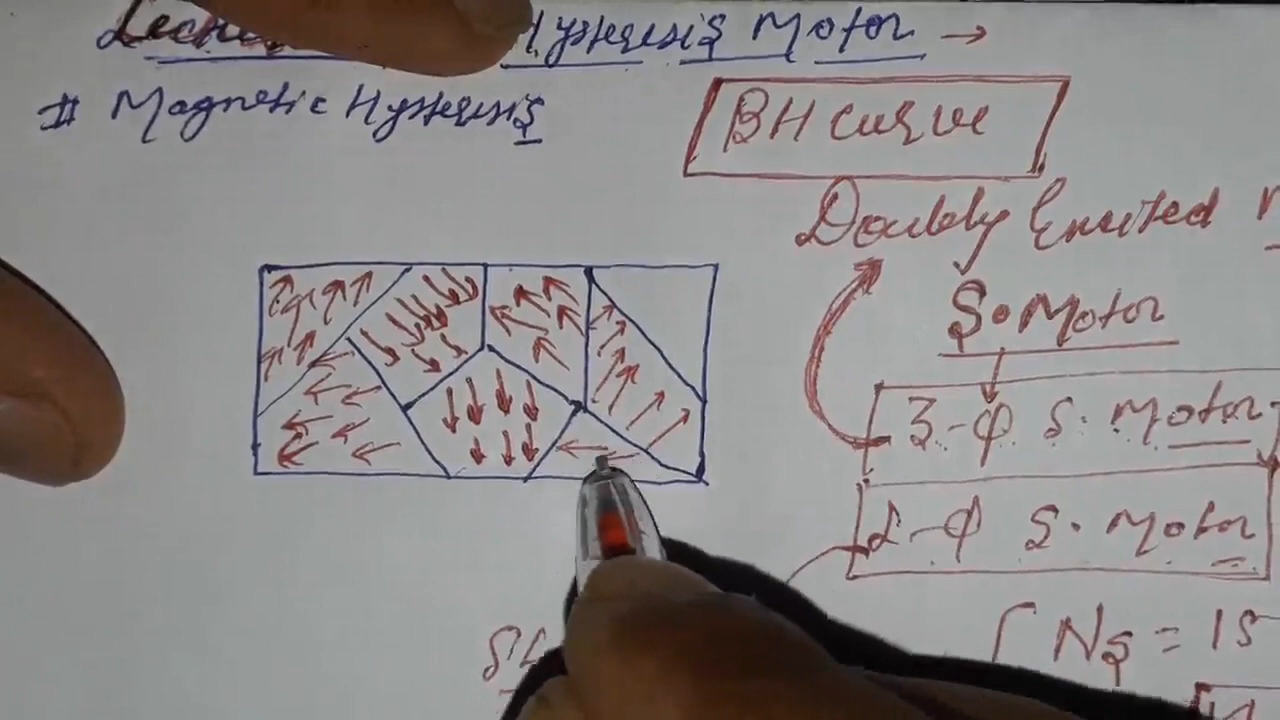 Hysteresis Motor →
# Magnetic Hysteresis
BH Curve
Doubly Excited
S. Motor
3-φ S. Motor
1-φ S. Motor
Ns = 15